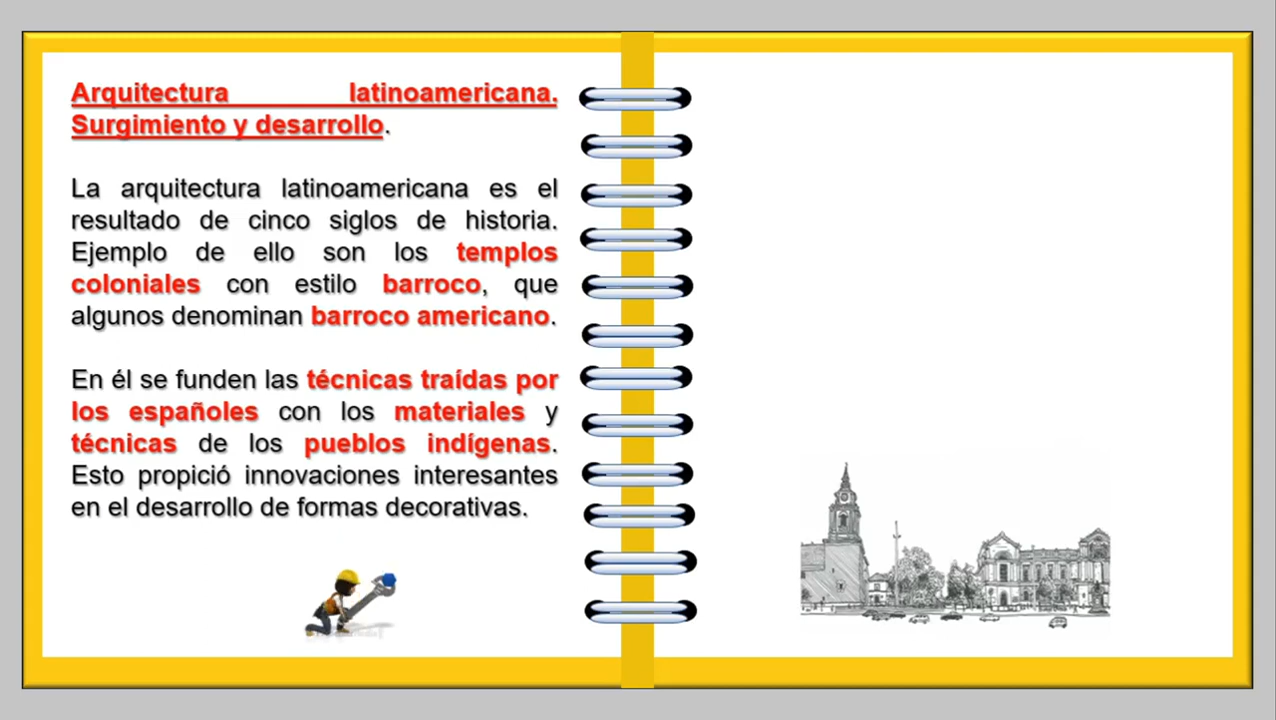 Arquitectura latinoamericana.
Surgimiento y desarrollo.
La arquitectura latinoamericana es el
resultado de cinco siglos de historia.
Ejemplo de ello son los templos
coloniales con estilo barroco, que
algunos denominan barroco americano.
En él se funden las técnicas traídas por
los españoles con los materiales y
técnicas de los pueblos indígenas.
Esto propició innovaciones interesantes
en el desarrollo de formas decorativas.